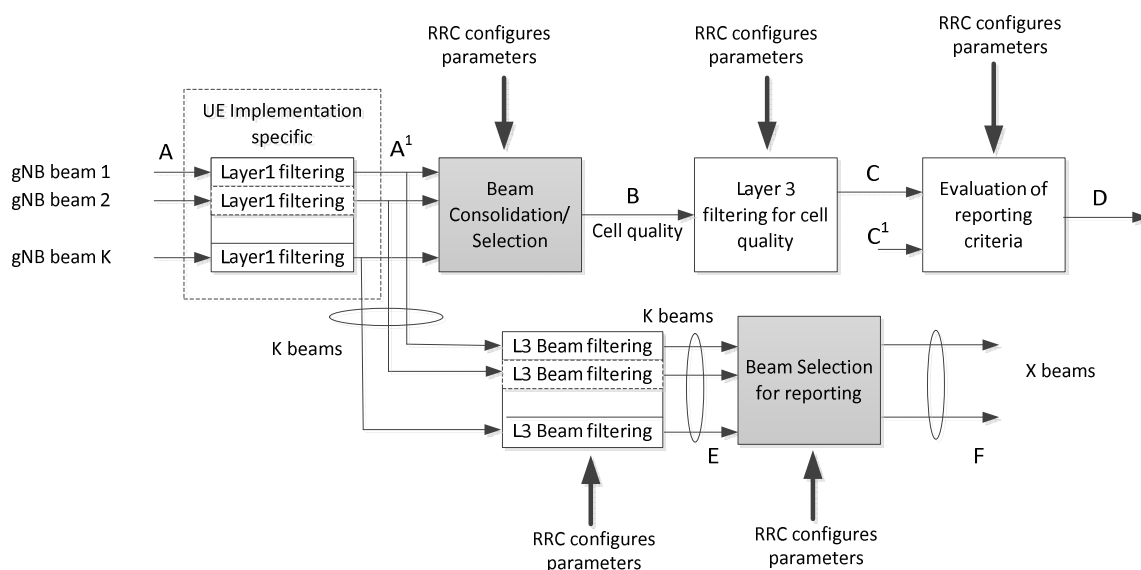 RRC configures
parameters
RRC configures
parameters
RRC configures
parameters
UE Implementation
specific
A
A1
gNB beam 1
gNB beam 2
gNB beam K
Layer1 filtering
Layer1 filtering
Layer1 filtering
Beam
Consolidation/
Selection
B
Cell quality
Layer 3
filtering for cell
quality
C
C1
Evaluation of
reporting
criteria
D
K beams
L3 Beam filtering
L3 Beam filtering
L3 Beam filtering
K beams
E
Beam Selection
for reporting
X beams
F
RRC configures
parameters
RRC configures
parameters